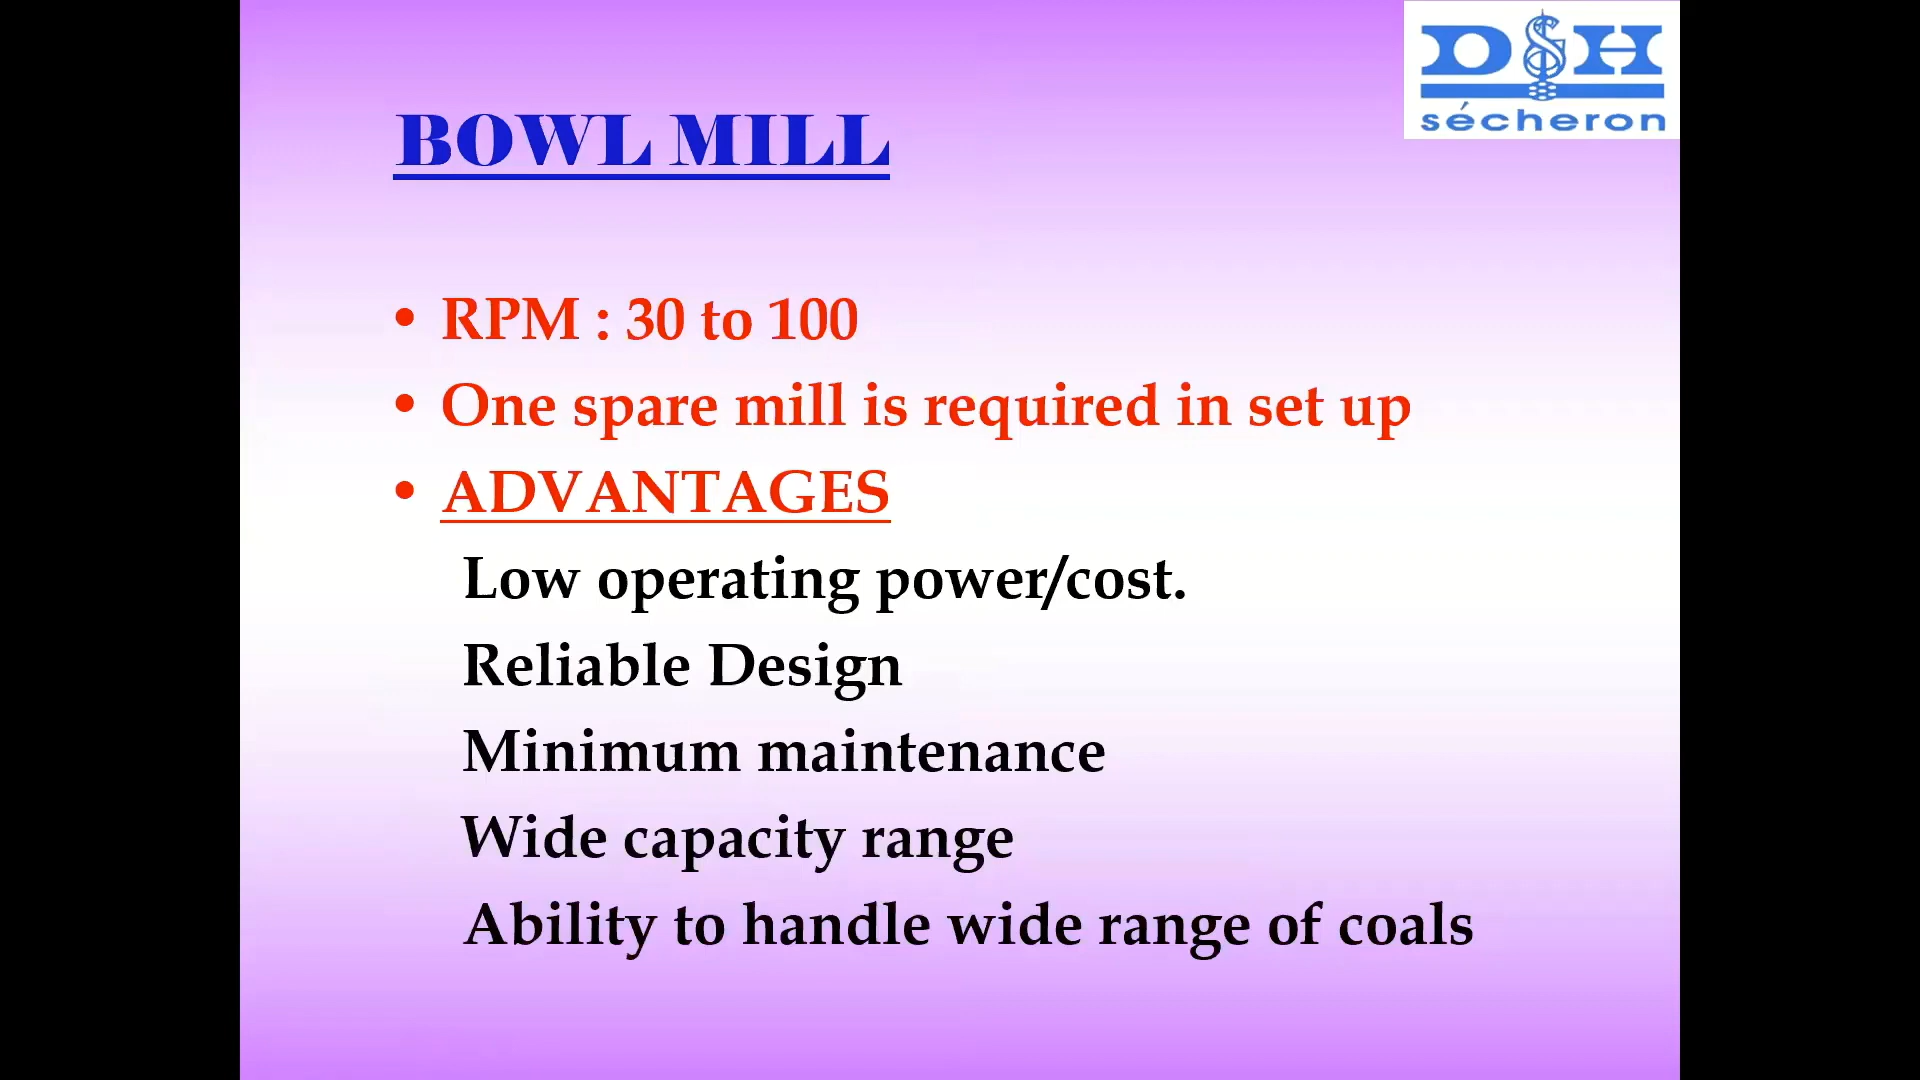 D&H
sécheron
BOWL MILL
• RPM : 30 to 100
• One spare mill is required in set up
• ADVANTAGES
Low operating power/cost.
Reliable Design
Minimum maintenance
Wide capacity range
Ability to handle wide range of coals